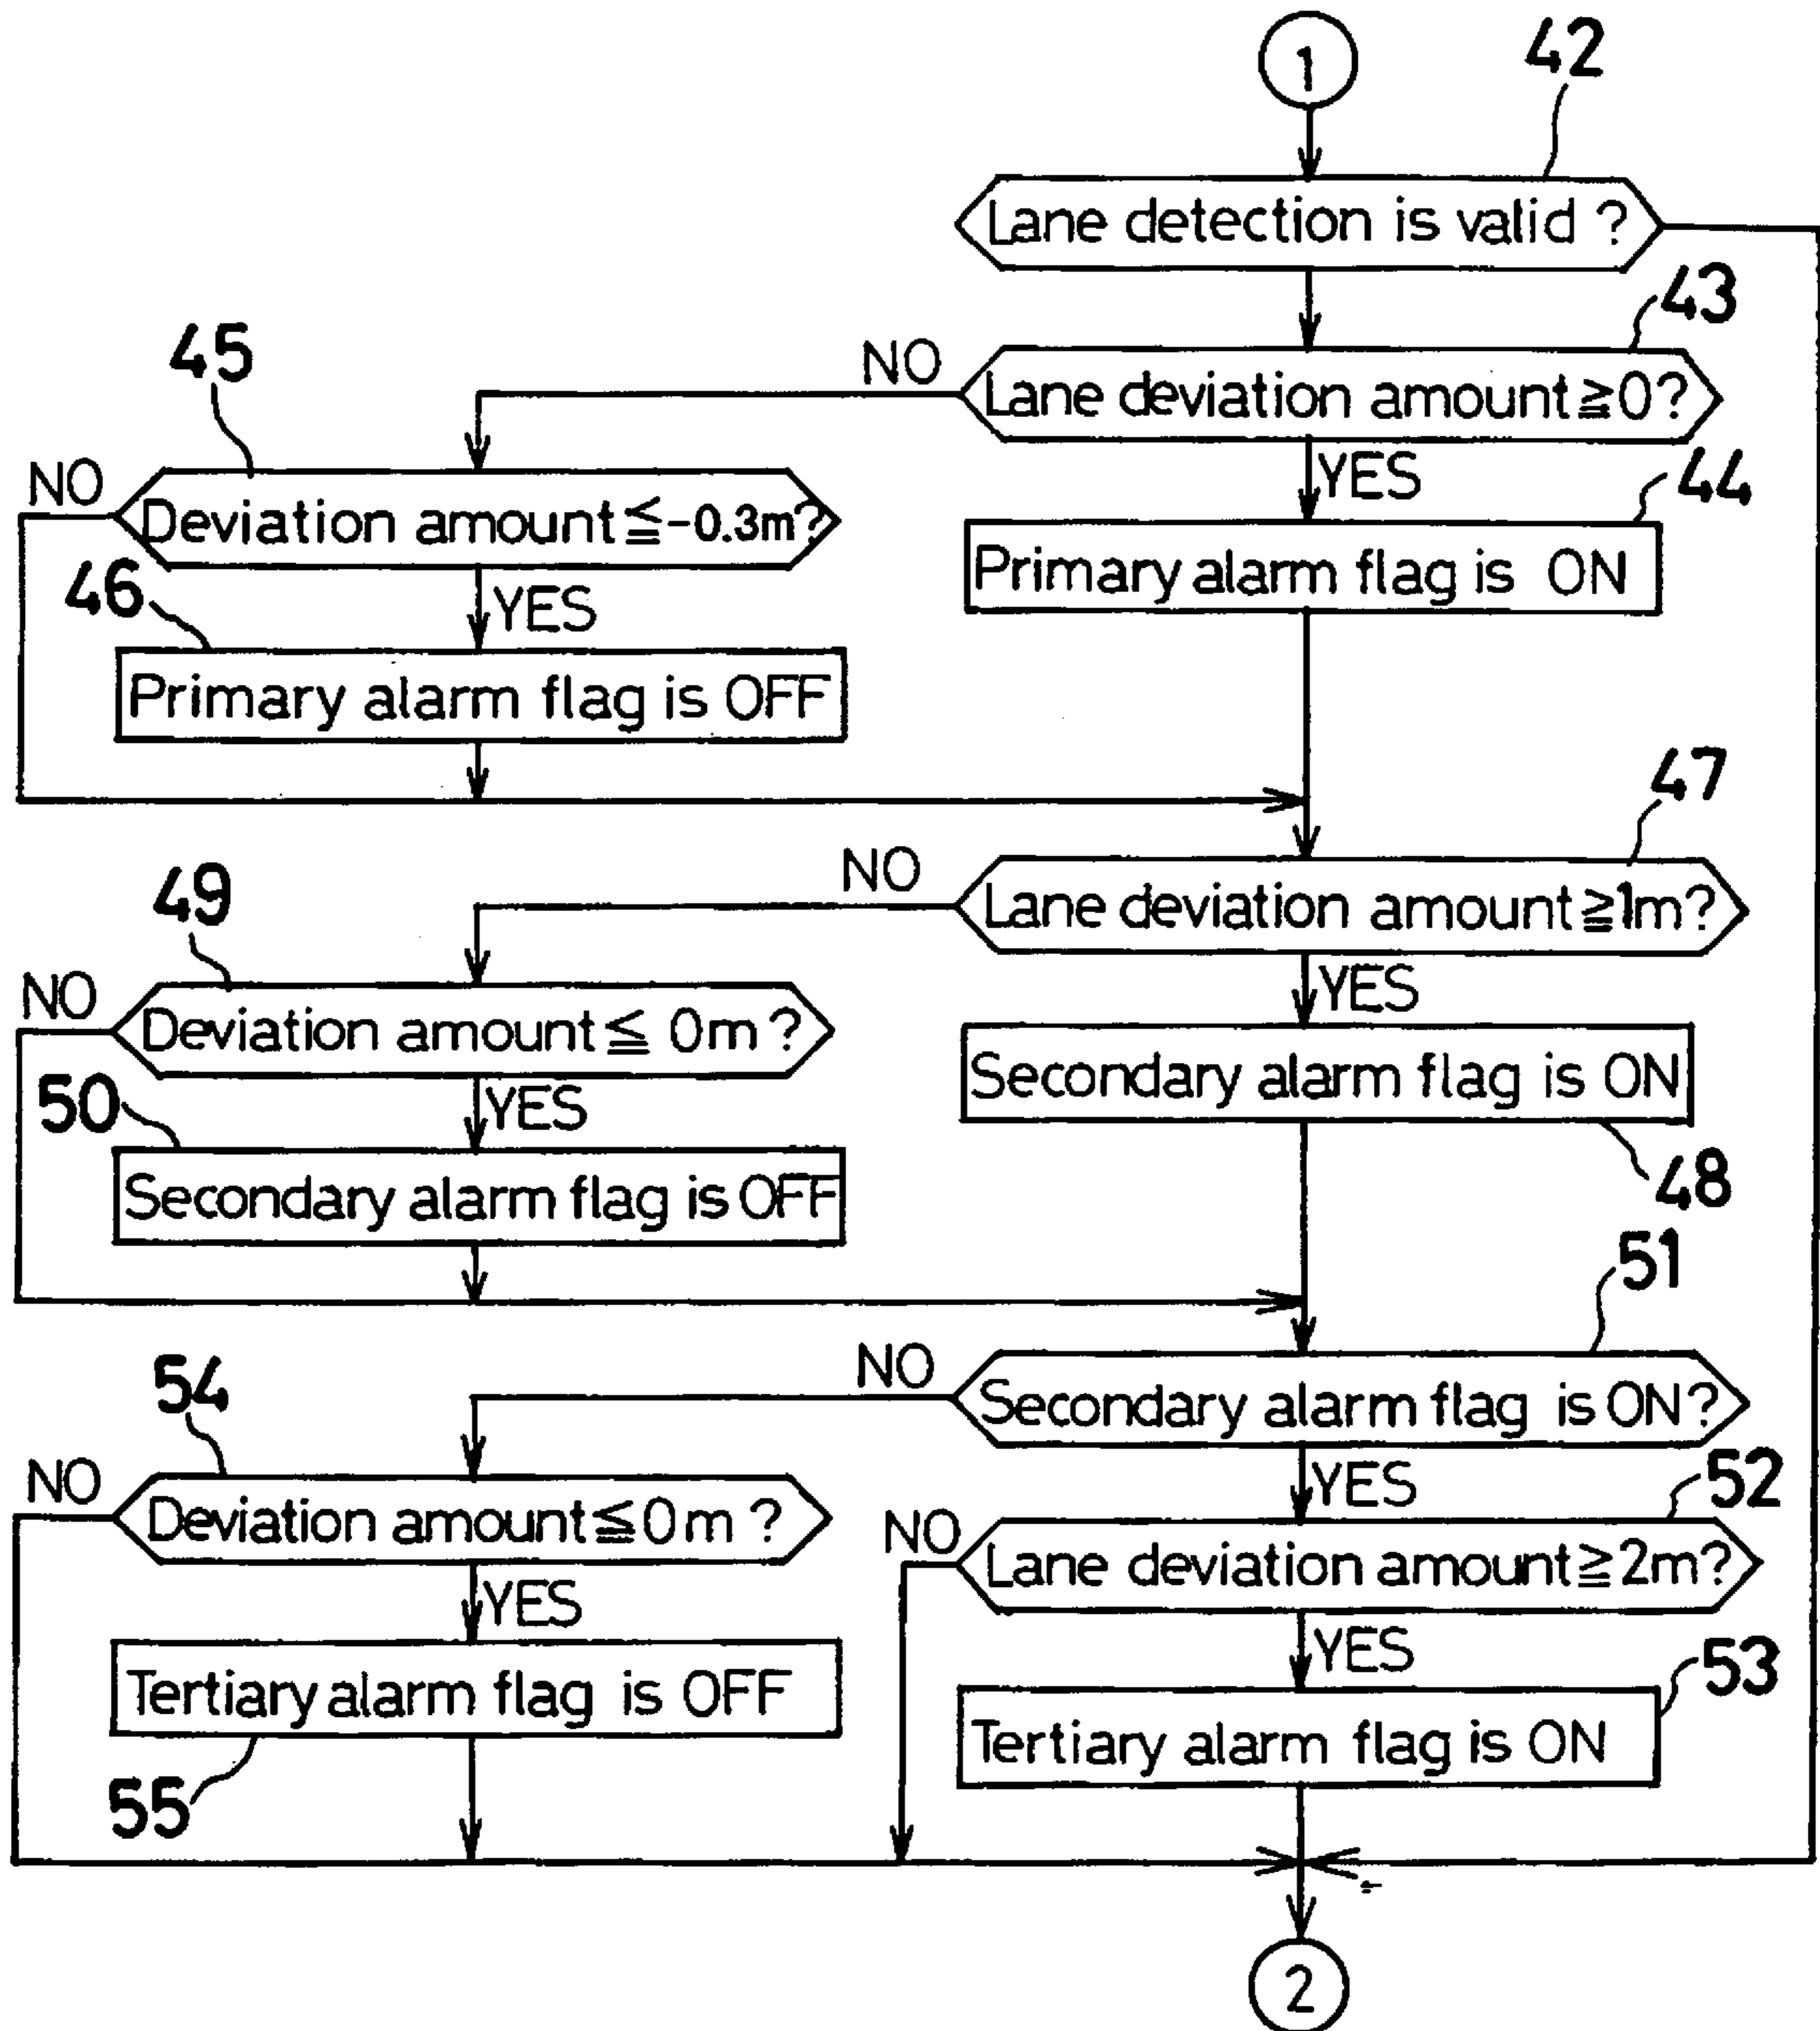 1
42
Lane detection is valid ?
43
45
NO
Lane deviation amount≧0?
NO
YES
44
Deviation amount≦-0.3m?
46
YES
Primary alarm flag is ON
Primary alarm flag is OFF
47
NO
49
Lane deviation amount≧1m?
NO
YES
Deviation amount≦ 0m ?
50
YES
Secondary alarm flag is ON
Secondary alarm flag is OFF
48
51
NO
54
Secondary alarm flag is ON?
NO
YES
52
Deviation amount≦0m ?
NO
Lane deviation amount≧2m?
YES
YES
53
Tertiary alarm flag is OFF
Tertiary alarm flag is ON
55
2